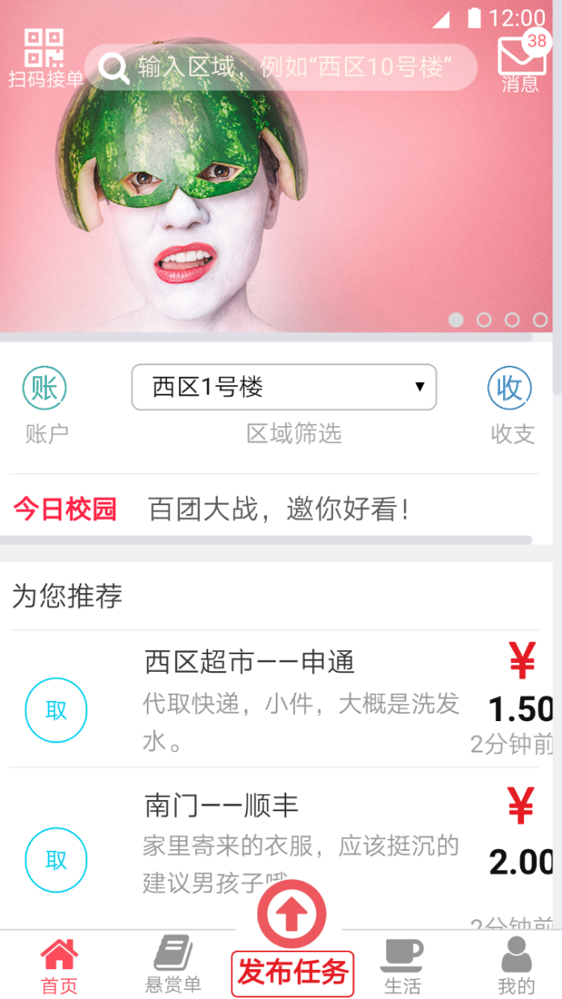 12:00
扫码接单
输入区域，例如“西区10号楼”
38
消息
账
西区1号楼
收
账户
区域筛选
收支
今日校园 百团大战，邀你好看！
为您推荐
西区超市——申通
¥
取
代取快递，小件，大概是洗发
水。
1.50
2分钟前
南门——顺丰
¥
取
家里寄来的衣服，应该挺沉的
建议男孩子哦
2.00
2分钟前
首页
悬赏单
发布任务
生活
我的